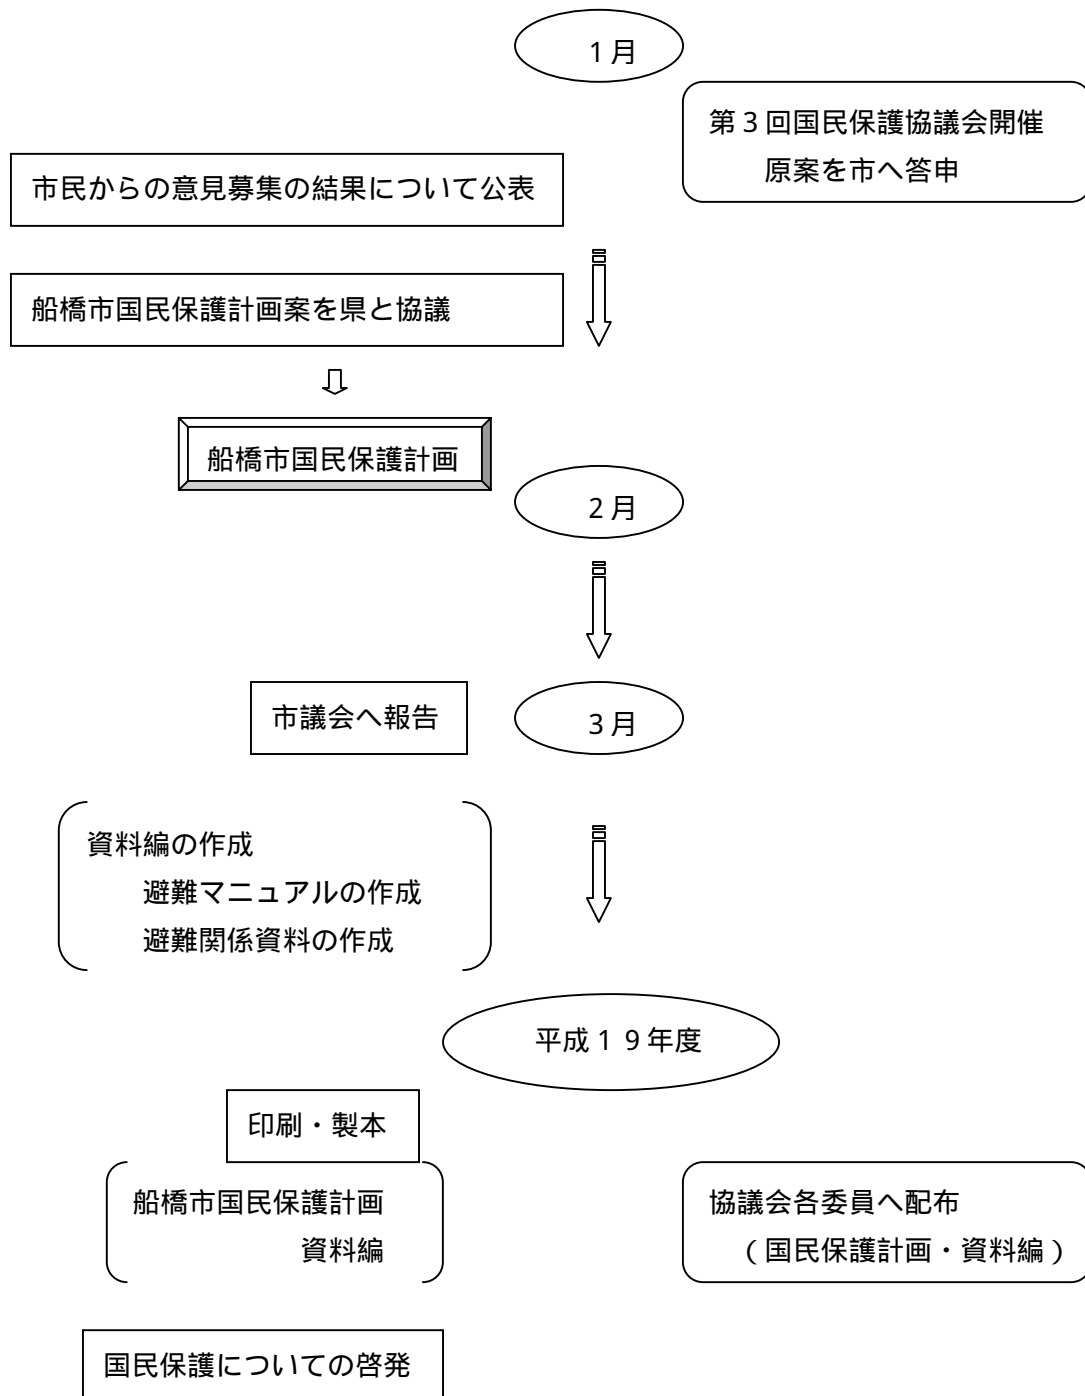 １月
第３回国民保護協議会開催
原案を市へ答申
市民からの意見募集の結果について公表
船橋市国民保護計画案を県と協議
船橋市国民保護計画
２月
市議会へ報告
３月
資料編の作成
避難マニュアルの作成
避難関係資料の作成
平成１９年度
印刷・製本
船橋市国民保護計画
資料編
協議会各委員へ配布
（国民保護計画・資料編）
国民保護についての啓発